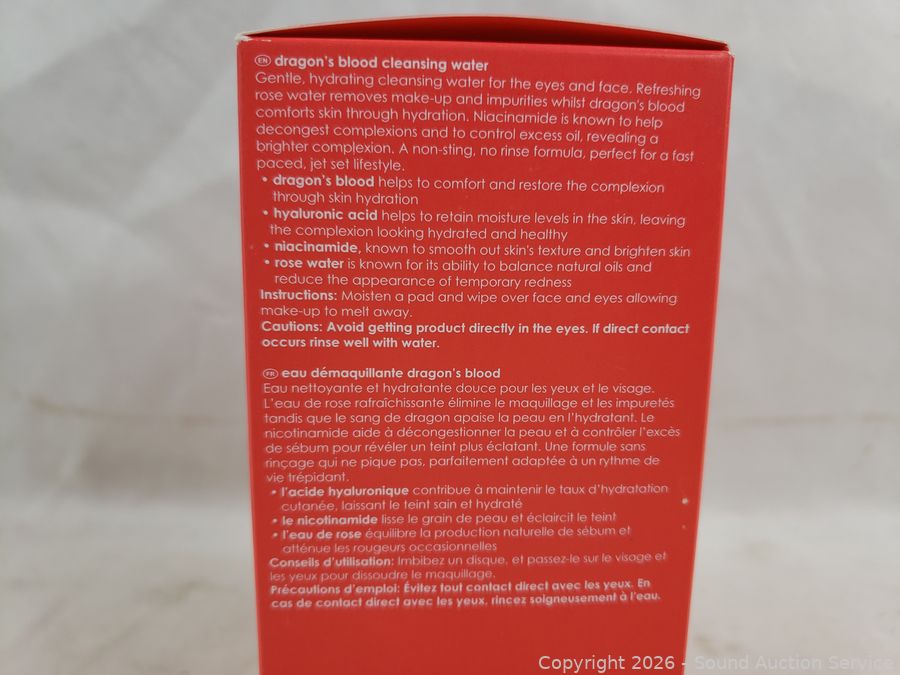 EN dragon's blood cleansing water
Gentle, hydrating cleansing water for the eyes and face. Refreshing
rose water removes make-up and impurities whilst dragon's blood
comforts skin through hydration. Niacinamide is known to help
decongest complexions and to control excess oil, revealing a
brighter complexion. A non-sting, no rinse formula, perfect for a fast
paced, jet set lifestyle.
• dragon's blood helps to comfort and restore the complexion
through skin hydration
• hyaluronic acid helps to retain moisture levels in the skin, leaving
the complexion looking hydrated and healthy
• niacinamide, known to smooth out skin's texture and brighten skin
• rose water is known for its ability to balance natural oils and
reduce the appearance of temporary redness
Instructions: Moisten a pad and wipe over face and eyes allowing
make-up to melt away.
Cautions: Avoid getting product directly in the eyes. If direct contact
occurs rinse well with water.
FR eau démaquillante dragon's blood
Eau nettoyante et hydratante douce pour les yeux et le visage.
L'eau de rose rafraîchissante élimine le maquillage et les impuretés
tandis que le sang de dragon apaise la peau en l'hydratant. Le
nicotinamide aide à décongestionner la peau et à contrôler l'excès
de sébum pour révéler un teint plus éclatant. Une formule sans
rinçage qui ne pique pas, parfaitement adaptée à un rythme de
vie trépidant.
• l'acide hyaluronique contribue à maintenir le taux d'hydratation
cutanée, laissant le teint sain et hydraté
• le nicotinamide lisse le grain de peau et éclaircit le teint
• l'eau de rose équilibre la production naturelle de sébum et
atténue les rougeurs occasionnelles
Conseils d'utilisation: Imbibez un disque, et passez-le sur le visage et
les yeux pour dissoudre le maquillage.
Précautions d'emploi: Évitez tout contact direct avec les yeux. En
cas de contact direct avec les yeux, rincez soigneusement à l'eau.
Copyright 2026 - Sound Auction Service